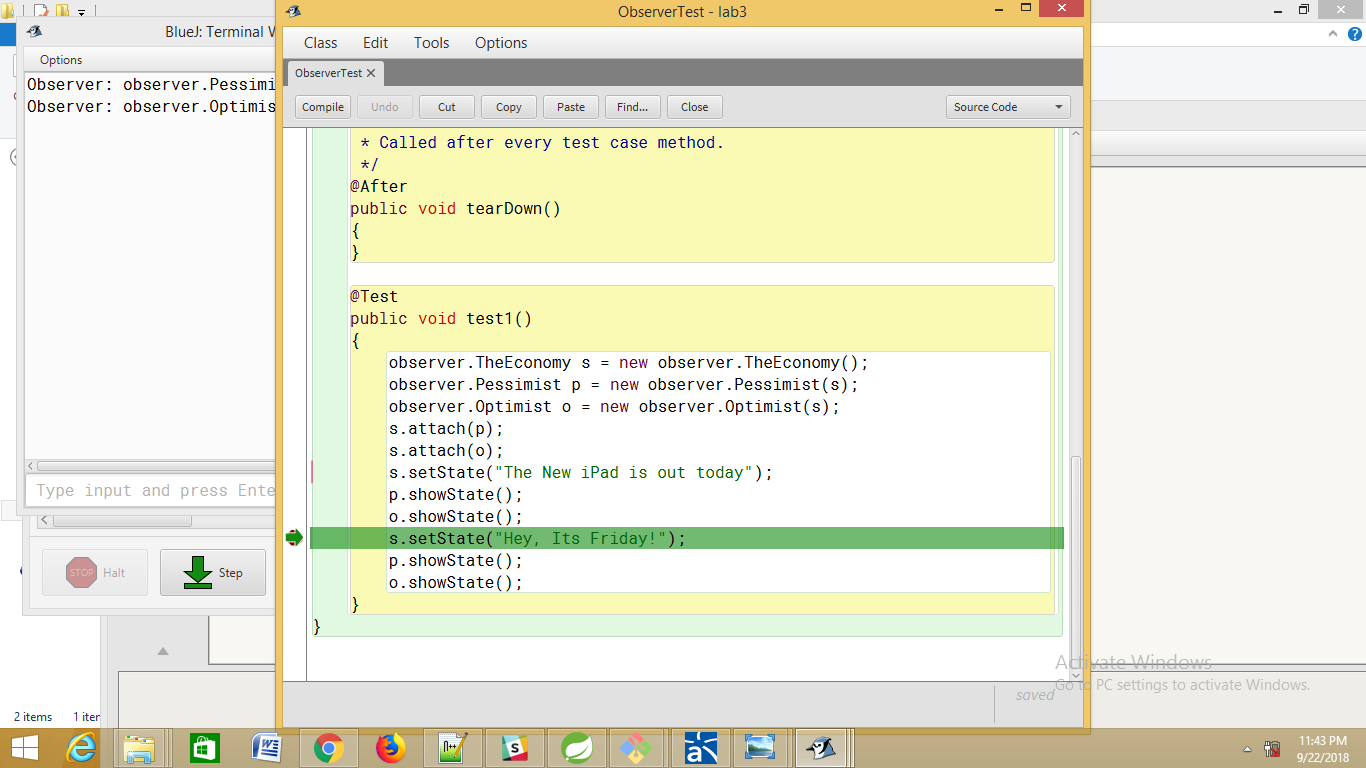 ObserverTest - lab3
BlueJ: Terminal
Options
Observer: observer.Pessimi
Observer: observer.Optimis
Type input and press Ente
STOP Halt
Step
2 items
Class Edit Tools Options
ObserverTest
Compile Undo Cut Copy Paste Find... Close Source Code
* Called after every test case method.
*/
@After
public void tearDown()
{
}
@Test
public void test1()
{
observer.TheEconomy s = new observer.TheEconomy();
observer.Pessimist p = new observer.Pessimist(s);
observer.Optimist o = new observer.Optimist(s);
s.attach(p);
s.attach(o);
s.setState("The New iPad is out today");
p.showState();
o.showState();
s.setState("Hey, Its Friday!");
p.showState();
o.showState();
}
}
saved
Activate Windows
Go to PC settings to activate Windows.
11:43 PM
9/22/2018